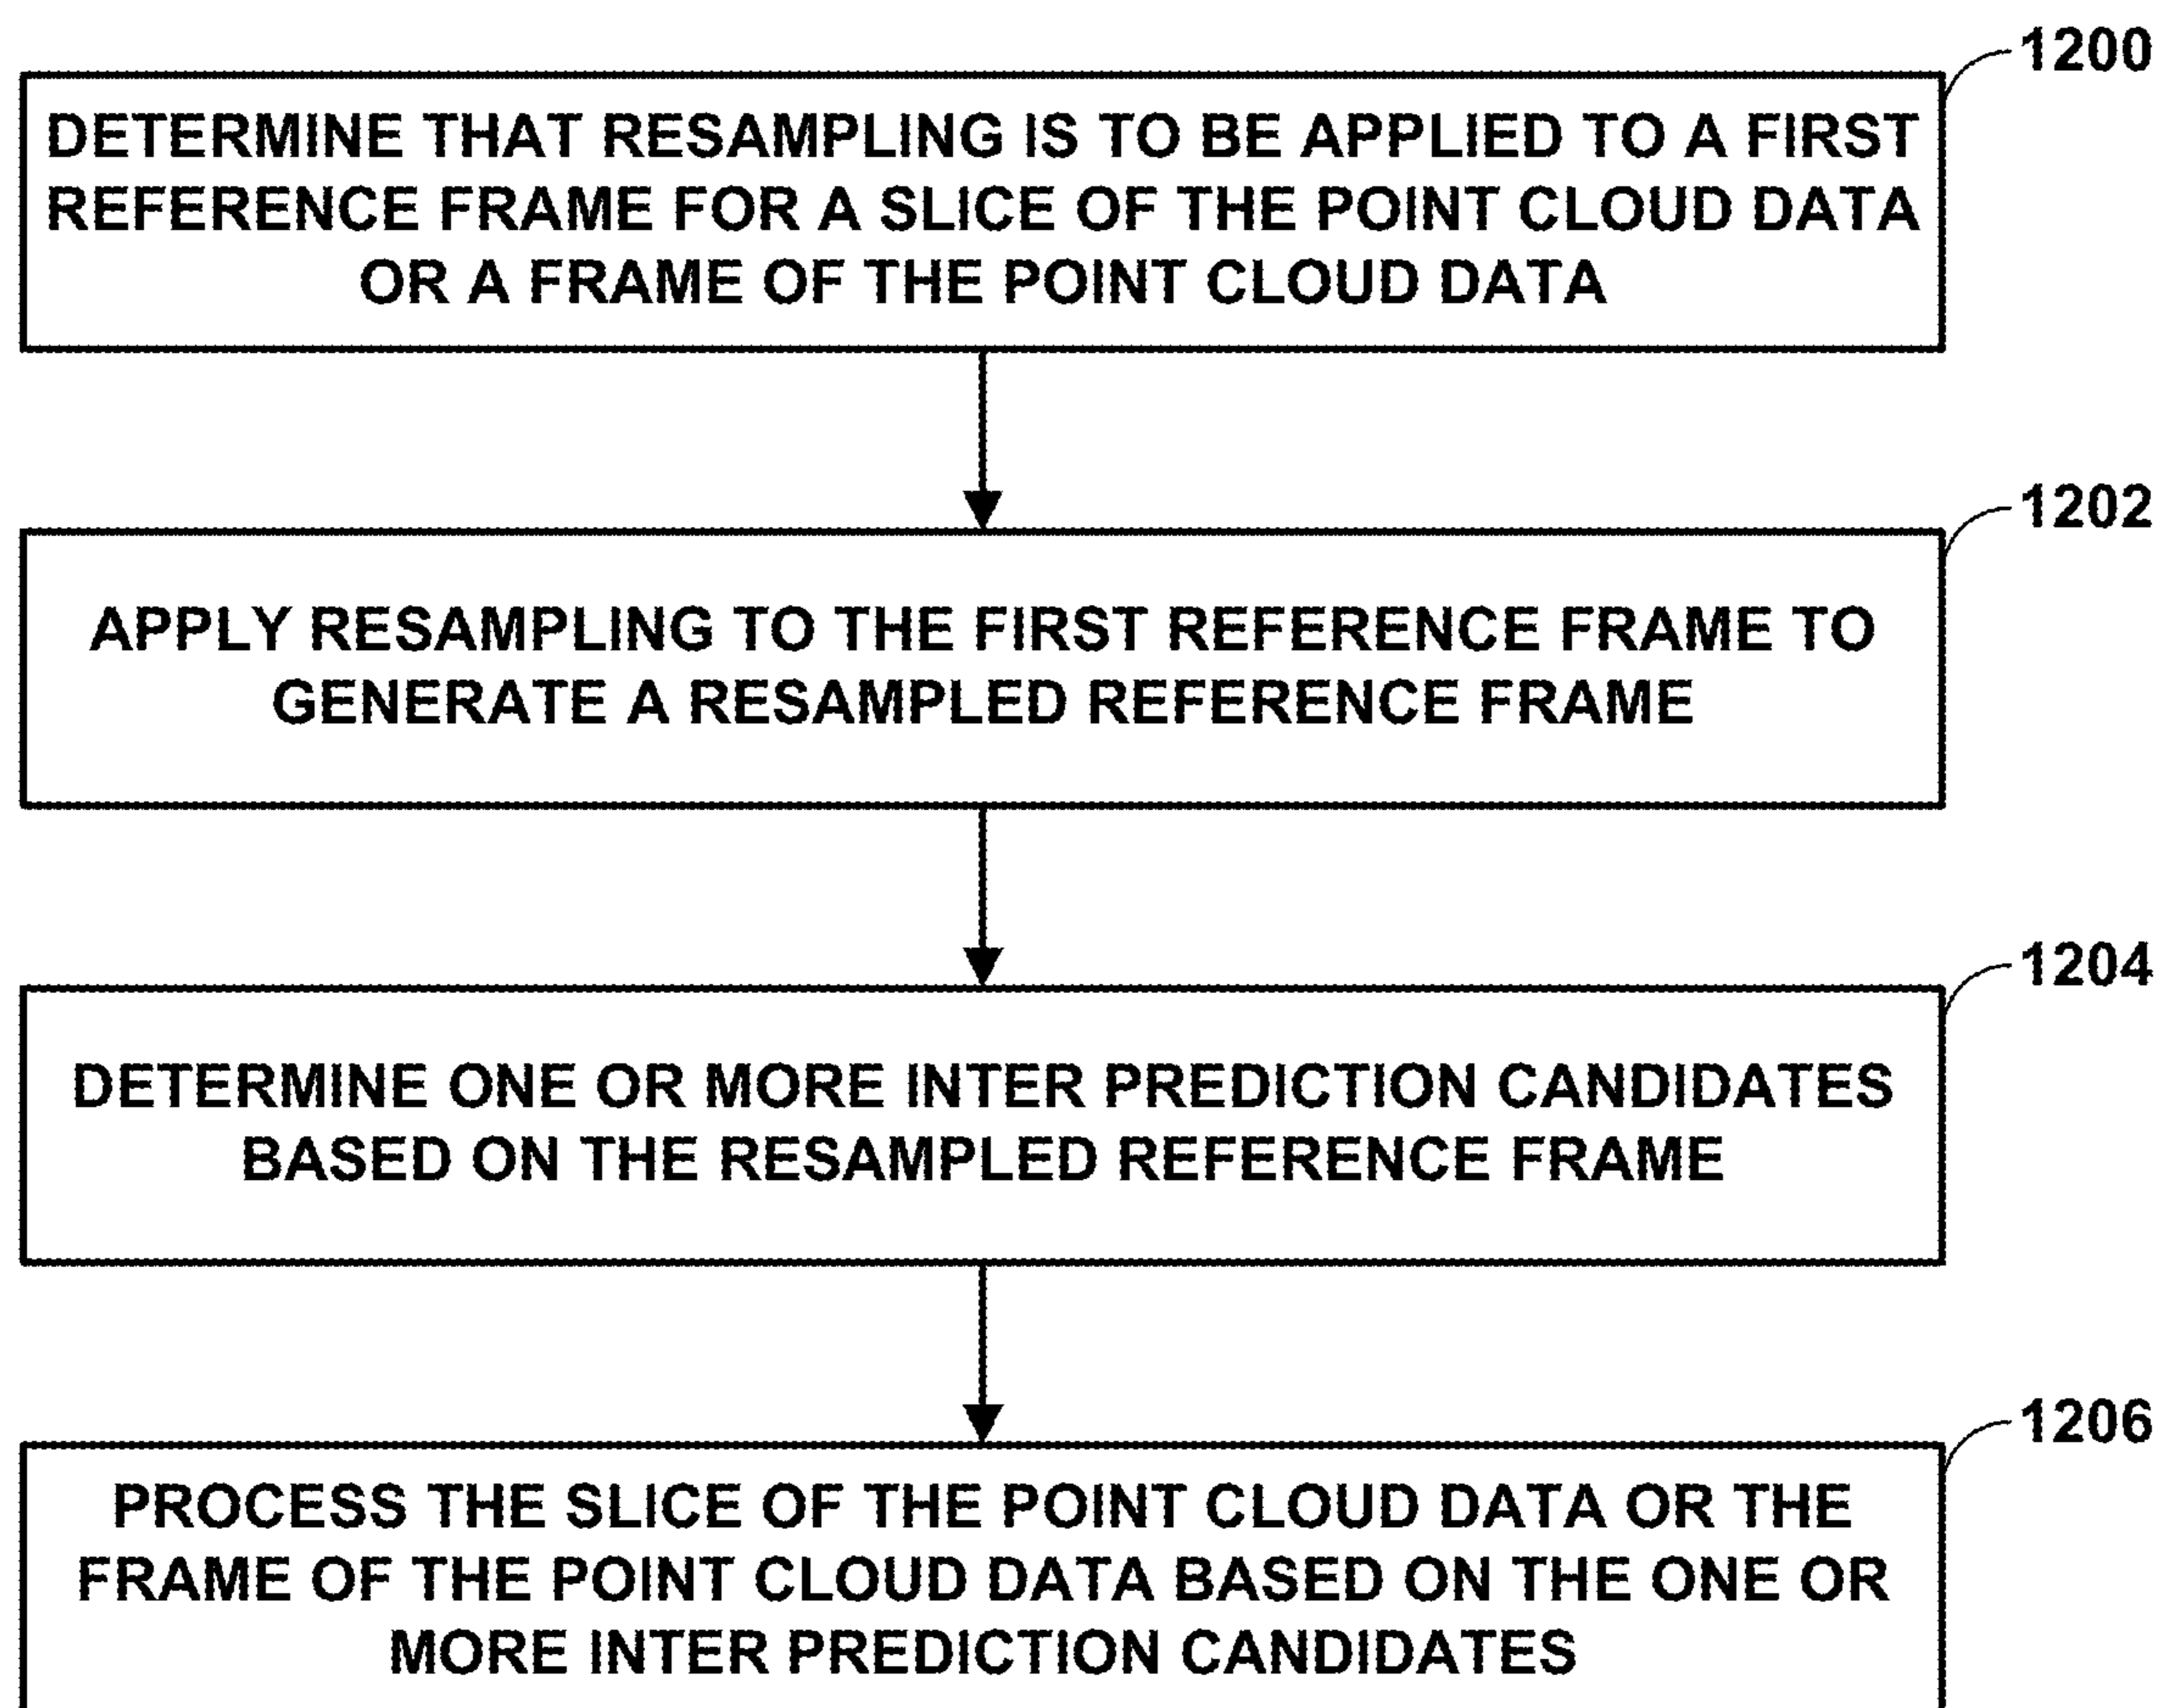 1200
DETERMINE THAT RESAMPLING IS TO BE APPLIED TO A FIRST
REFERENCE FRAME FOR A SLICE OF THE POINT CLOUD DATA
OR A FRAME OF THE POINT CLOUD DATA
1202
APPLY RESAMPLING TO THE FIRST REFERENCE FRAME TO
GENERATE A RESAMPLED REFERENCE FRAME
1204
DETERMINE ONE OR MORE INTER PREDICTION CANDIDATES
BASED ON THE RESAMPLED REFERENCE FRAME
1206
PROCESS THE SLICE OF THE POINT CLOUD DATA OR THE
FRAME OF THE POINT CLOUD DATA BASED ON THE ONE OR
MORE INTER PREDICTION CANDIDATES